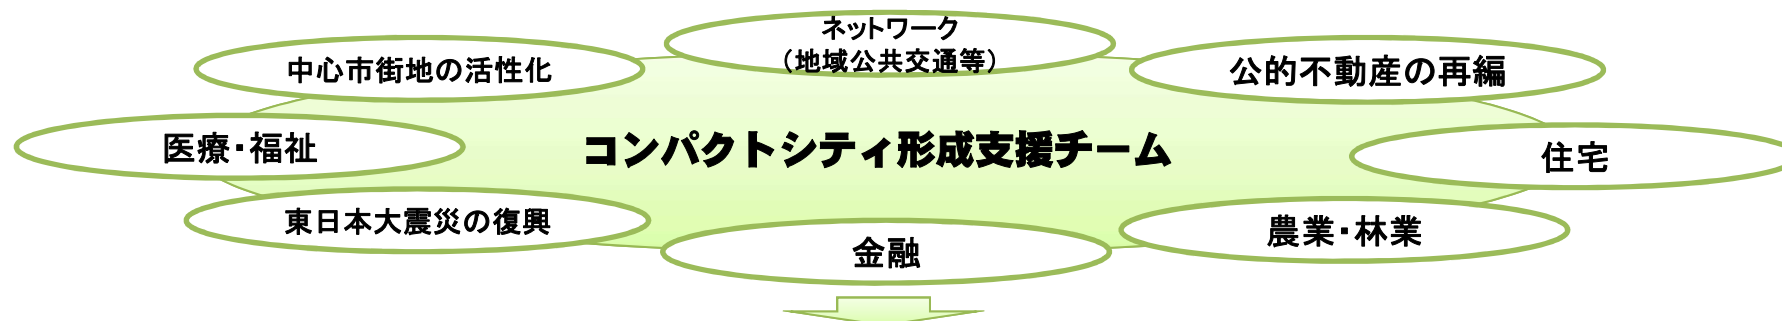 ネットワーク
（地域公共交通等）
中心市街地の活性化
公的不動産の再編
医療・福祉
コンパクトシティ形成支援チーム
住宅
東日本大震災の復興
農業・林業
金融